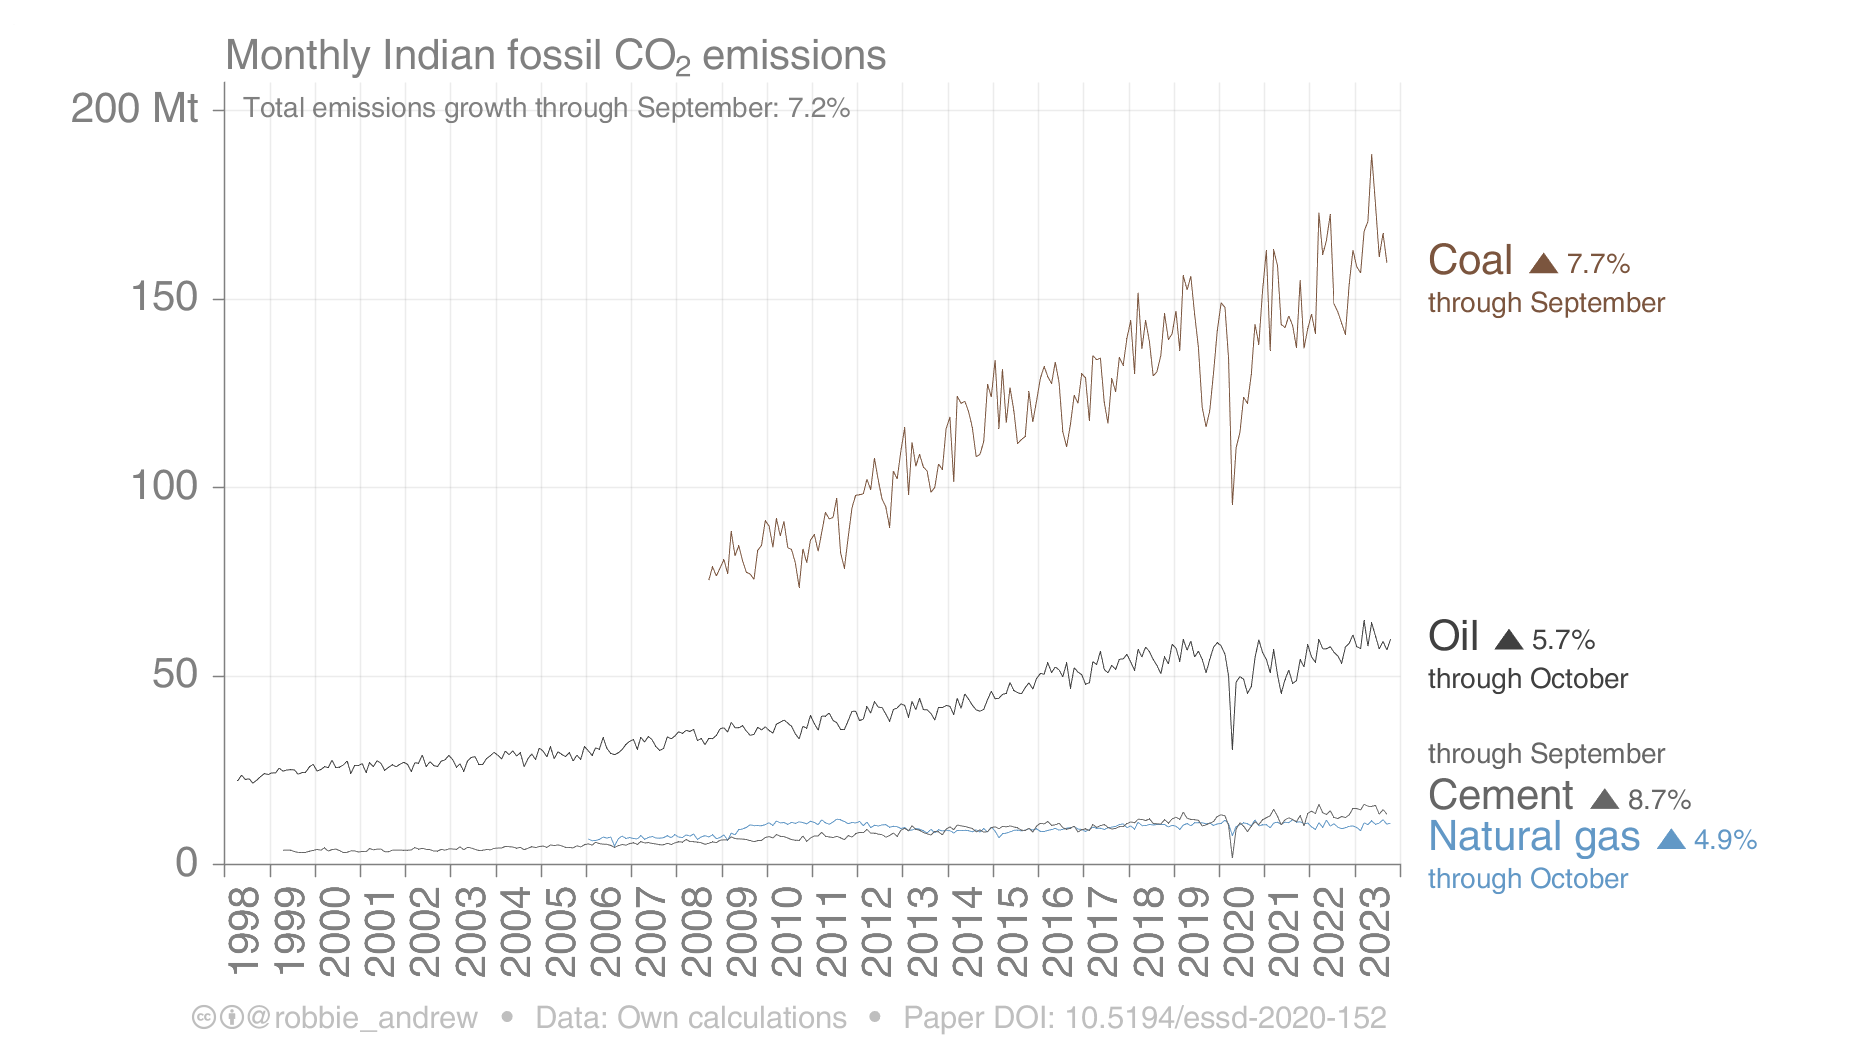 Monthly Indian fossil CO₂ emissions
Total emissions growth through September: 7.2%
200 Mt
150
100
50
0
Coal ▲ 7.7%
through September
Oil ▲ 5.7%
through October
through September
Cement ▲ 8.7%
Natural gas ▲ 4.9%
through October
1998 1999 2000 2001 2002 2003 2004 2005 2006 2007 2008 2009 2010 2011 2012 2013 2014 2015 2016 2017 2018 2019 2020 2021 2022 2023
cc @robbie_andrew • Data: Own calculations • Paper DOI: 10.5194/essd-2020-152